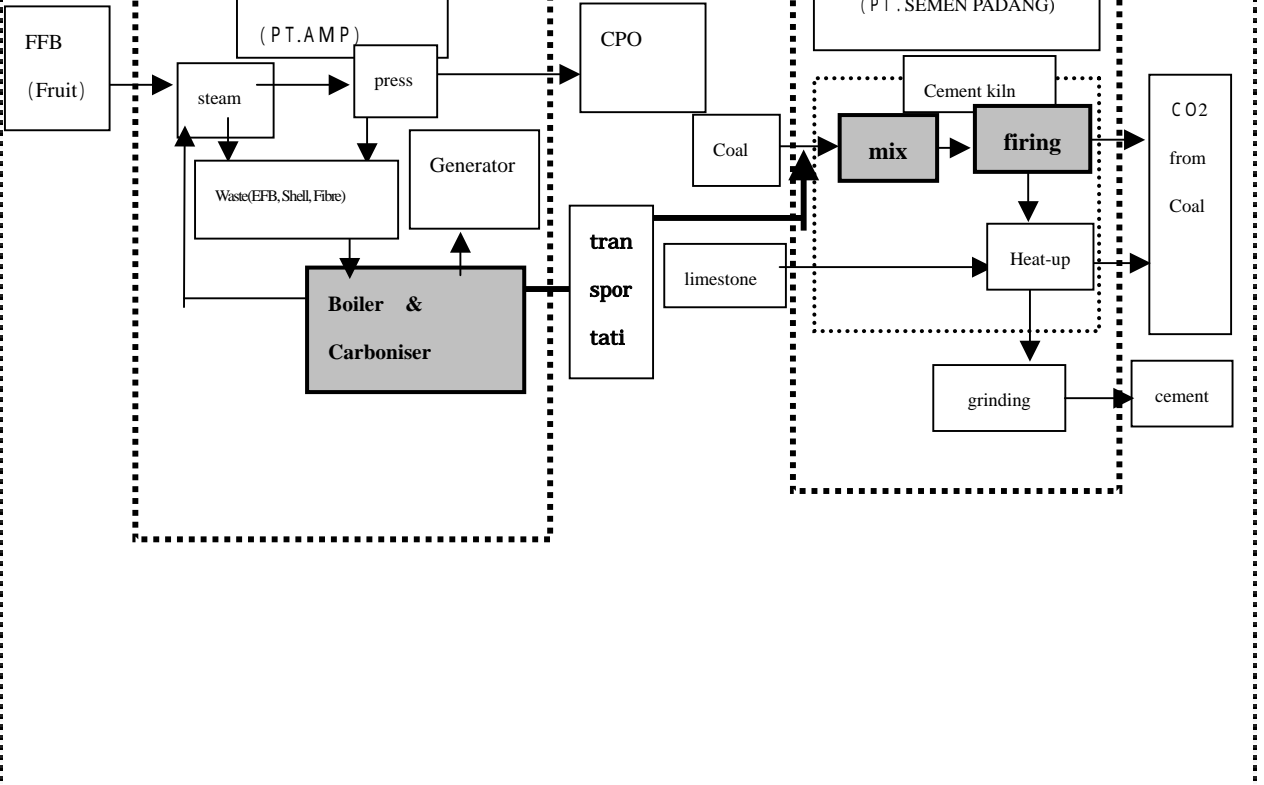 FFB
(Fruit)
(PT.AMP)
steam
press
CPO
Waste(EFB, Shell, Fibre)
Generator
Boiler &
Carboniser
tran
spor
tati
(PT. SEMEN PADANG)
Cement kiln
Coal
mix
firing
limestone
Heat-up
grinding
cement
CO2
from
Coal